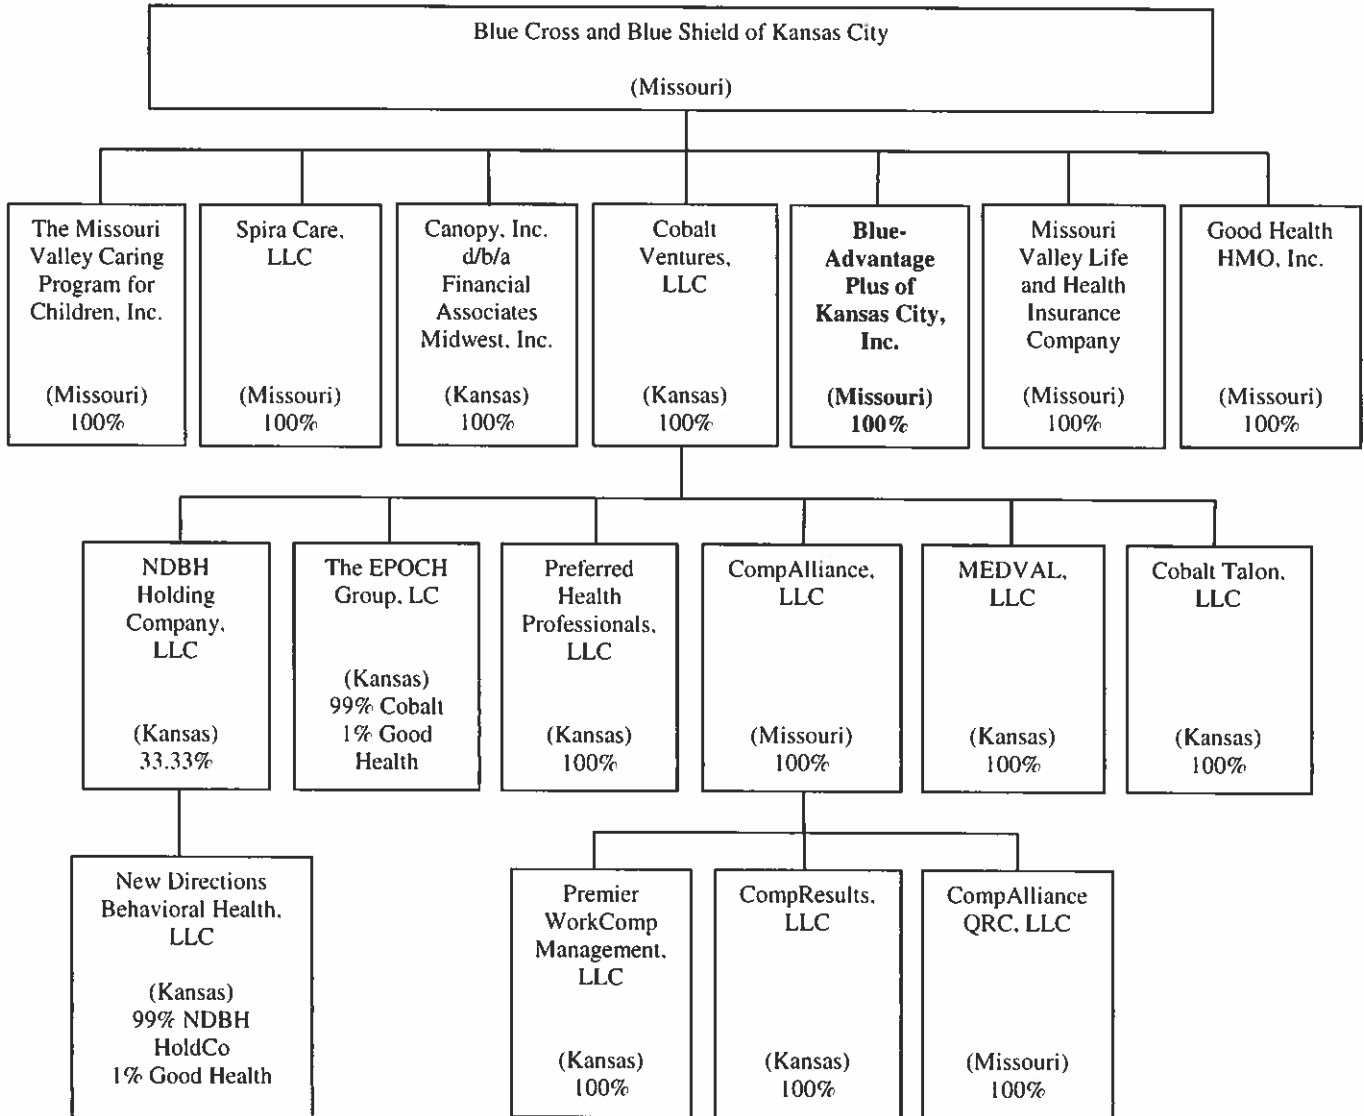 Blue Cross and Blue Shield of Kansas City
(Missouri)
The Missouri
Valley Caring
Program for
Children, Inc.
(Missouri)
100%
Spira Care,
LLC
(Missouri)
100%
Canopy, Inc.
d/b/a
Financial
Associates
Midwest, Inc.
(Kansas)
100%
Cobalt
Ventures,
LLC
(Kansas)
100%
Blue-
Advantage
Plus of
Kansas City,
Inc.
(Missouri)
100%
Missouri
Valley Life
and Health
Insurance
Company
(Missouri)
100%
Good Health
HMO, Inc.
(Missouri)
100%
NDBH
Holding
Company,
LLC
(Kansas)
33.33%
The EPOCH
Group, LC
(Kansas)
99% Cobalt
1% Good
Health
Preferred
Health
Professionals,
LLC
(Kansas)
100%
CompAlliance,
LLC
(Missouri)
100%
MEDVAL,
LLC
(Kansas)
100%
Cobalt Talon,
LLC
(Kansas)
100%
New Directions
Behavioral Health,
LLC
(Kansas)
99% NDBH
HoldCo
1% Good Health
Premier
WorkComp
Management,
LLC
(Kansas)
100%
CompResults,
LLC
(Kansas)
100%
CompAlliance
QRC, LLC
(Missouri)
100%